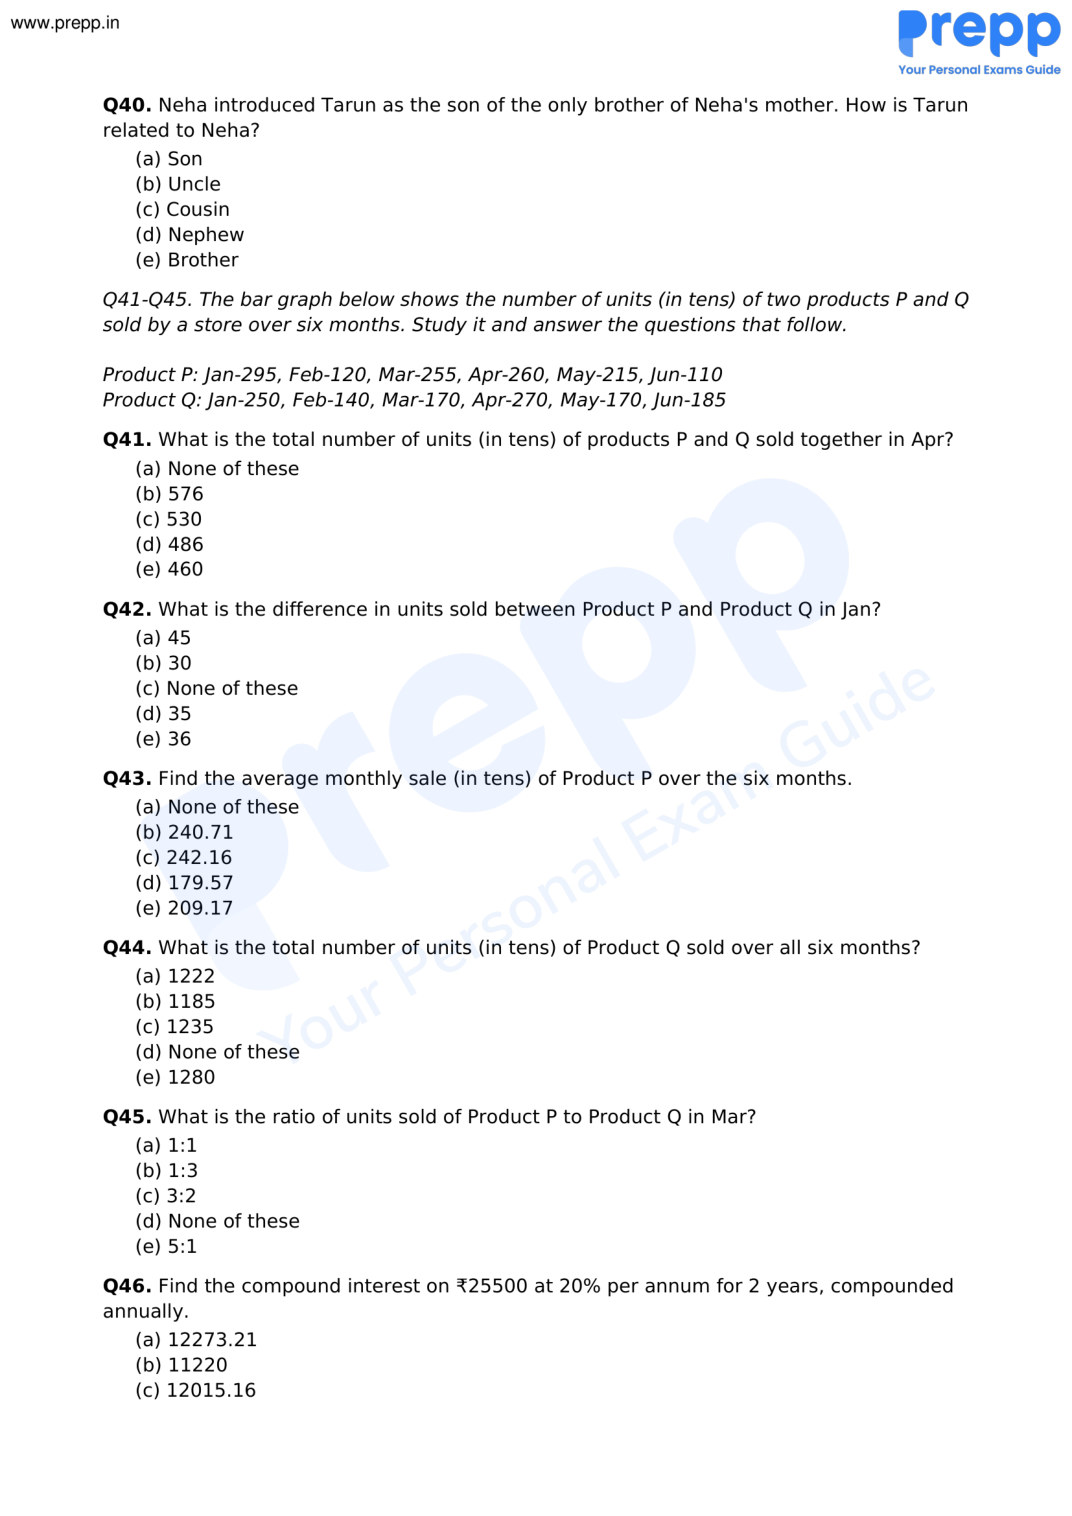 www.prepp.in
prepp
Your Personal Exams Guide
Q40. Neha introduced Tarun as the son of the only brother of Neha's mother. How is Tarun
related to Neha?
(a) Son
(b) Uncle
(c) Cousin
(d) Nephew
(e) Brother
Q41-Q45. The bar graph below shows the number of units (in tens) of two products P and Q
sold by a store over six months. Study it and answer the questions that follow.
Product P: Jan-295, Feb-120, Mar-255, Apr-260, May-215, Jun-110
Product Q: Jan-250, Feb-140, Mar-170, Apr-270, May-170, Jun-185
Q41. What is the total number of units (in tens) of products P and Q sold together in Apr?
(a) None of these
(b) 576
(c) 530
(d) 486
(e) 460
Q42. What is the difference in units sold between Product P and Product Q in Jan?
(a) 45
(b) 30
(c) None of these
(d) 35
(e) 36
Q43. Find the average monthly sale (in tens) of Product P over the six months.
(a) None of these
(b) 240.71
(c) 242.16
(d) 179.57
(e) 209.17
Q44. What is the total number of units (in tens) of Product Q sold over all six months?
(a) 1222
(b) 1185
(c) 1235
(d) None of these
(e) 1280
Q45. What is the ratio of units sold of Product P to Product Q in Mar?
(a) 1:1
(b) 1:3
(c) 3:2
(d) None of these
(e) 5:1
Q46. Find the compound interest on ₹25500 at 20% per annum for 2 years, compounded
annually.
(a) 12273.21
(b) 11220
(c) 12015.16
prepp
Your Personal Exam Guide